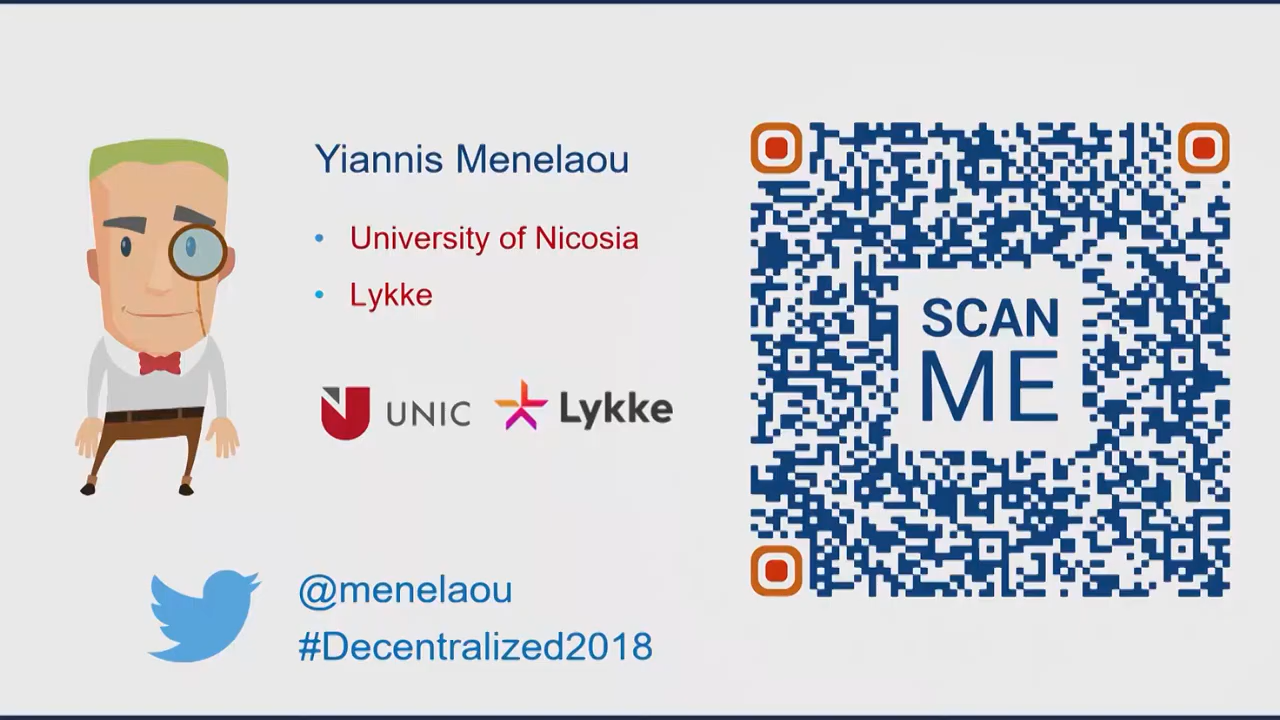 Yiannis Menelaou
• University of Nicosia
• Lykke
UNIC
Lykke
@menelaou
#Decentralized2018
SCAN
ME